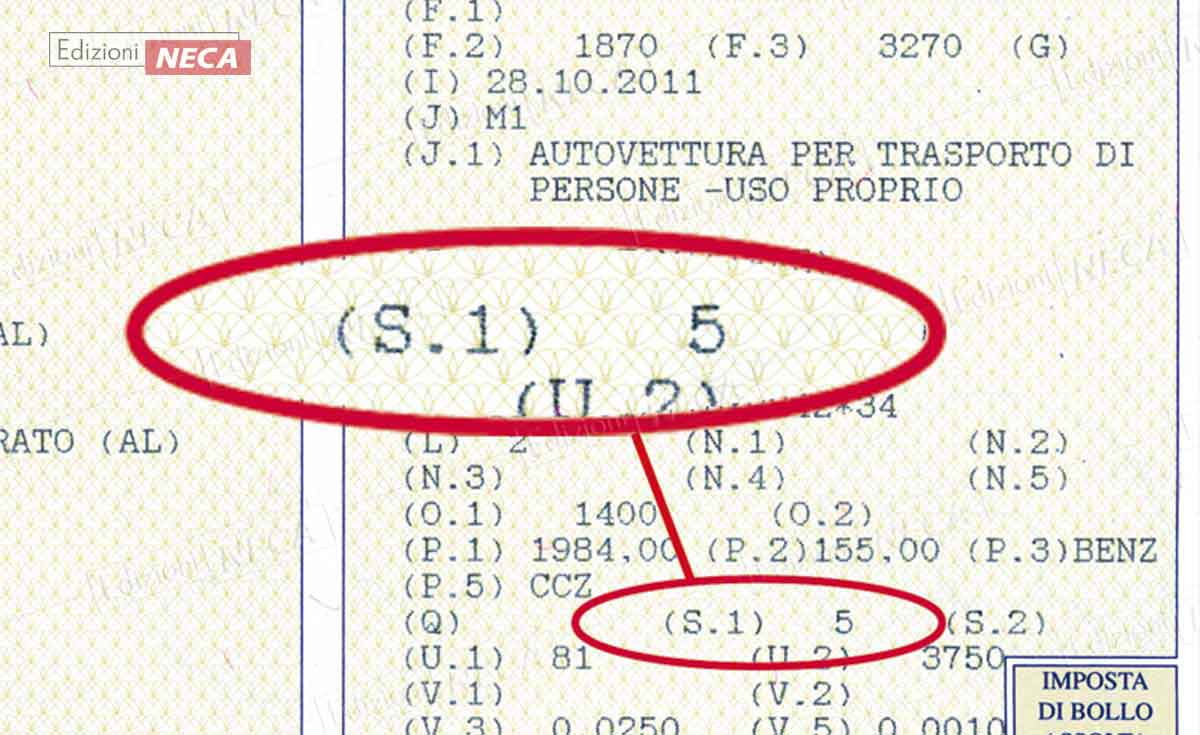 Edizioni NECA
(F.1)
(F.2) 1870 (F.3) 3270 (G)
(I) 28.10.2011
(J) M1
(J.1) AUTOVETTURA PER TRASPORTO DI
PERSONE -USO PROPRIO
(S.1) 5
(U.2)
AL)
*34
RATO (AL)
(L) 2 (N.1) (N.2)
(N.3) (N.4) (N.5)
(O.1) 1400 (O.2)
(P.1) 1984,00 (P.2)155,00 (P.3)BENZ
(P.5) CCZ
(Q) (S.1) 5 (S.2)
(U.1) 81 (U.2) 3750
(V.1) (V.2)
(V.3) 0,0250 (V.5) 0,0010
IMPOSTA
DI BOLLO